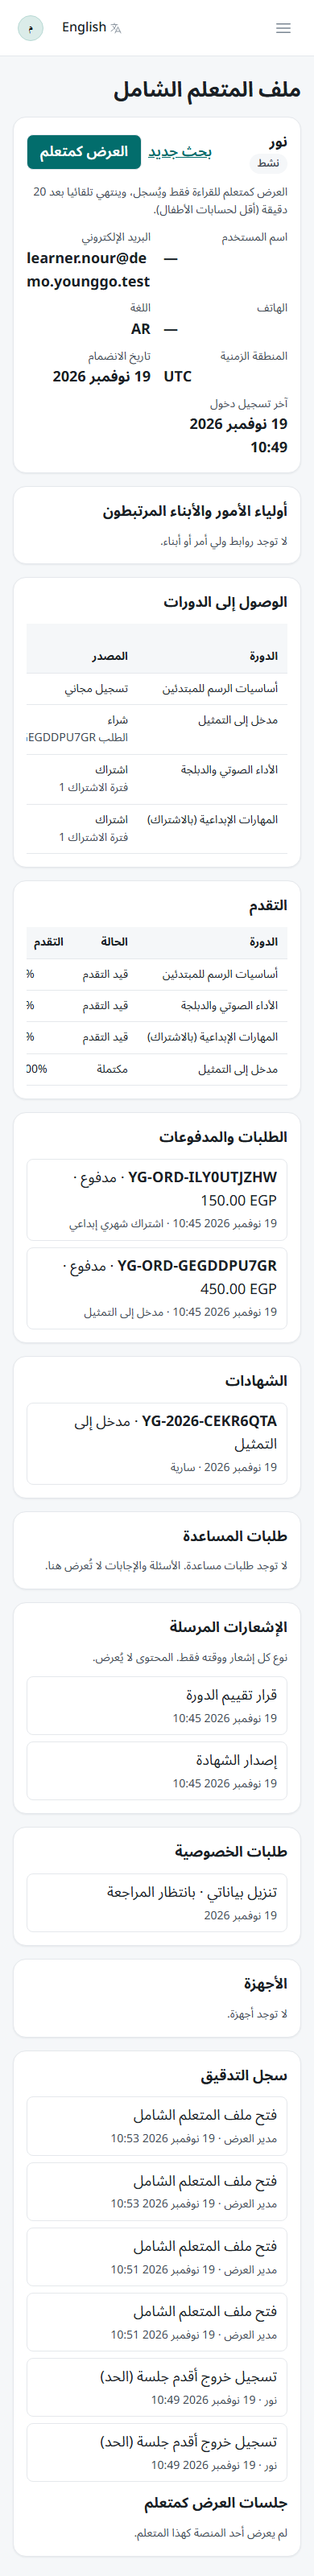 م
English
ملف المتعلم الشامل
نور
نشط
بحث جديد
العرض كمتعلم
العرض كمتعلم للقراءة فقط ويُسجل، وينتهي تلقائيا بعد 20
دقيقة (أقل لحسابات الأطفال).
اسم المستخدم
—
البريد الإلكتروني
learner.nour@de
mo.younggo.test
الهاتف
—
اللغة
AR
المنطقة الزمنية
UTC
تاريخ الانضمام
19 نوفمبر 2026
آخر تسجيل دخول
19 نوفمبر 2026
10:49
أولياء الأمور والأبناء المرتبطون
لا توجد روابط ولي أمر أو أبناء.
الوصول إلى الدورات
الدورة المصدر
أساسيات الرسم للمبتدئين تسجيل مجاني
مدخل إلى التمثيل شراء
الطلب EGDDPU7GR
الأداء الصوتي والدبلجة اشتراك
فترة الاشتراك 1
المهارات الإبداعية (بالاشتراك) اشتراك
فترة الاشتراك 1
التقدم
الدورة الحالة التقدم
أساسيات الرسم للمبتدئين قيد التقدم %
الأداء الصوتي والدبلجة قيد التقدم %
المهارات الإبداعية (بالاشتراك) قيد التقدم %
مدخل إلى التمثيل مكتملة 00%
الطلبات والمدفوعات
YG-ORD-ILY0UTJZHW · مدفوع ·
150.00 EGP
19 نوفمبر 2026 10:45 · اشتراك شهري إبداعي
YG-ORD-GEGDDPU7GR · مدفوع ·
450.00 EGP
19 نوفمبر 2026 10:45 · مدخل إلى التمثيل
الشهادات
YG-2026-CEKR6QTA · مدخل إلى
التمثيل
19 نوفمبر 2026 · سارية
طلبات المساعدة
لا توجد طلبات مساعدة. الأسئلة والإجابات لا تُعرض هنا.
الإشعارات المرسلة
نوع كل إشعار ووقته فقط. المحتوى لا يُعرض.
قرار تقييم الدورة
19 نوفمبر 2026 10:45
إصدار الشهادة
19 نوفمبر 2026 10:45
طلبات الخصوصية
تنزيل بياناتي · بانتظار المراجعة
19 نوفمبر 2026
الأجهزة
لا توجد أجهزة.
سجل التدقيق
فتح ملف المتعلم الشامل
مدير العرض · 19 نوفمبر 2026 10:53
فتح ملف المتعلم الشامل
مدير العرض · 19 نوفمبر 2026 10:53
فتح ملف المتعلم الشامل
مدير العرض · 19 نوفمبر 2026 10:51
فتح ملف المتعلم الشامل
مدير العرض · 19 نوفمبر 2026 10:51
تسجيل خروج أقدم جلسة (الحد)
نور · 19 نوفمبر 2026 10:49
تسجيل خروج أقدم جلسة (الحد)
نور · 19 نوفمبر 2026 10:49
جلسات العرض كمتعلم
لم يعرض أحد المنصة كهذا المتعلم.